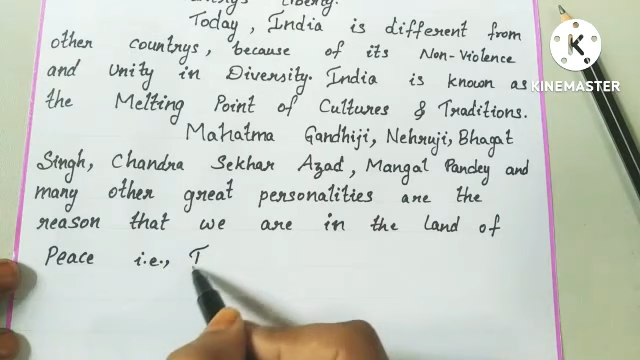 Liberty.
Today, India is different from
other countrys, because of its Non-Violence
and Unity in Diversity. India is known as
the Melting Point of Cultures & Traditions.
Mahatma Gandhiji, Nehruji, Bhagat
Singh, Chandra Sekhar Azad, Mangal Pandey and
many other great personalities are the
reason that we are in the land of
Peace i.e., I
K
KINEMASTER